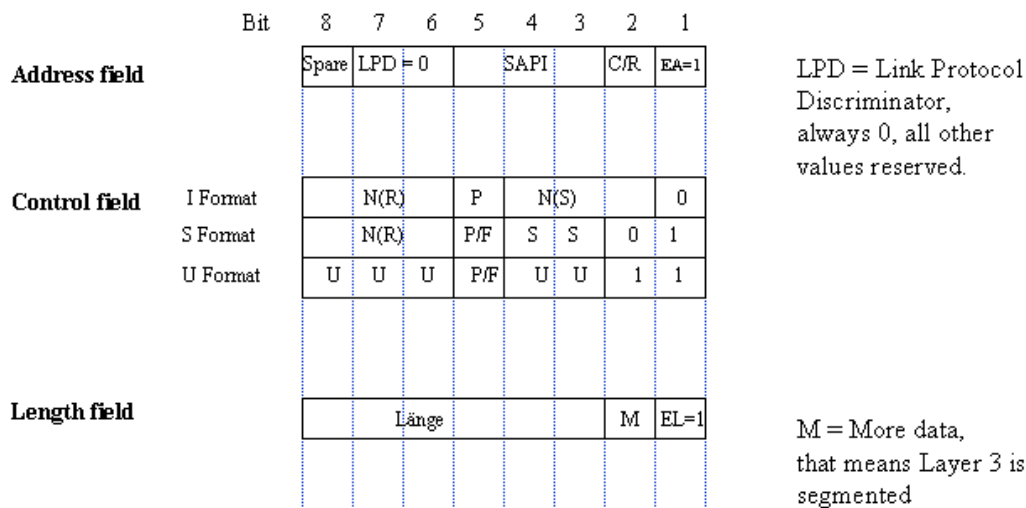 Bit 8 7 6 5 4 3 2 1
Address field Spare LPD = 0 SAPI C/R EA=1
LPD = Link Protocol
Discriminator,
always 0, all other
values reserved.
Control field I Format N(R) P N(S) 0
S Format N(R) P/F S S 0 1
U Format U U U P/F U U 1 1
Length field Länge M EL=1
M = More data,
that means Layer 3 is
segmented